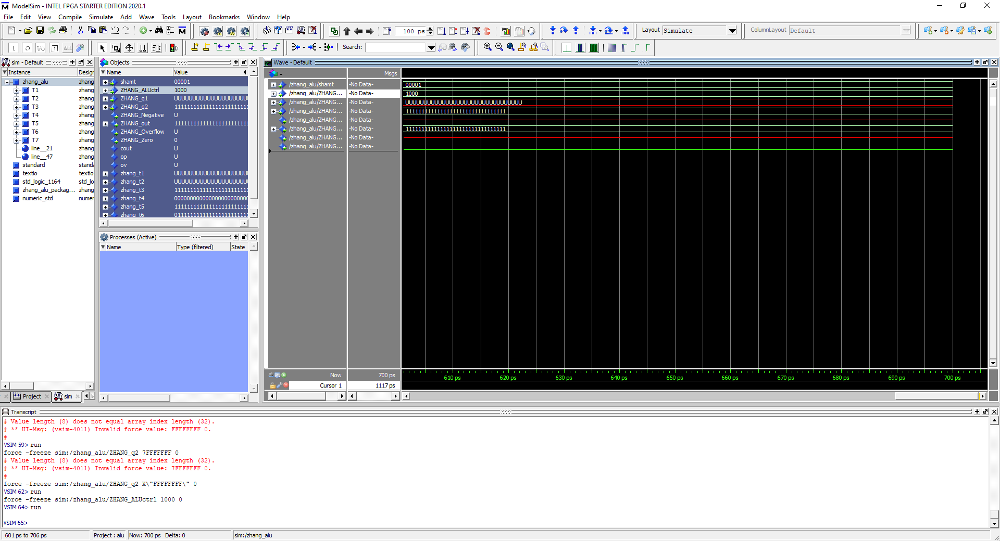 ModelSim - INTEL FPGA STARTER EDITION 2020.1
File Edit View Compile Simulate Add Wave Tools Layout Bookmarks Window Help
100 ps
Layout Simulate
ColumnLayout Default
Search:
sim - Default
Instance Design
zhang_alu zhang
T1 zhang
T2 zhang
T3 zhang
T4 zhang
T5 zhang
T6 zhang
T7 zhang
line__21 zhang
line__47 zhang
standard stand
textio textio
std_logic_1164 std_lo
zhang_alu_packag... zhang
numeric_std numer
Project
sim
Objects
Name Value
shamt 00001
ZHANG_ALUctrl 1000
ZHANG_q1 UUUUUUUUUUUUUUUUUUUUUUU
ZHANG_q2 11111111111111111111111
ZHANG_Negative U
ZHANG_out 11111111111111111111111
ZHANG_Overflow U
ZHANG_Zero 0
cout U
op U
ov U
zhang_t1 UUUUUUUUUUUUUUUUUUUUUUU
zhang_t2 UUUUUUUUUUUUUUUUUUUUUUU
zhang_t3 11111111111111111111111
zhang_t4 00000000000000000000000
zhang_t5 11111111111111111111111
zhang_t6 01111111111111111111111
Processes (Active)
Name Type (filtered) State
Wave - Default
Msgs
/zhang_alu/shamt -No Data- 00001
/zhang_alu/ZHANG... -No Data- 1000
/zhang_alu/ZHANG... -No Data- UUUUUUUUUUUUUUUUUUUUUUUUUUUUUUUU
/zhang_alu/ZHANG... -No Data- 11111111111111111111111111111111
/zhang_alu/ZHANG... -No Data-
/zhang_alu/ZHANG... -No Data- 11111111111111111111111111111111
/zhang_alu/ZHANG... -No Data-
/zhang_alu/ZHANG... -No Data-
Now 700 ps
610 ps 620 ps 630 ps 640 ps 650 ps 660 ps 670 ps 680 ps 690 ps 700 ps
Cursor 1 1117 ps
Transcript
# Value length (8) does not equal array index length (32).
# ** UI-Msg: (vsim-4011) Invalid force value: FFFFFFFF 0.
#
VSIM 59> run
force -freeze sim:/zhang_alu/ZHANG_q2 7FFFFFFF 0
# Value length (8) does not equal array index length (32).
# ** UI-Msg: (vsim-4011) Invalid force value: 7FFFFFFF 0.
#
force -freeze sim:/zhang_alu/ZHANG_q2 X\"FFFFFFFF\" 0
VSIM 62> run
force -freeze sim:/zhang_alu/ZHANG_ALUctrl 1000 0
VSIM 64> run
VSIM 65>
601 ps to 706 ps Project : alu Now: 700 ps Delta: 0 sim:/zhang_alu